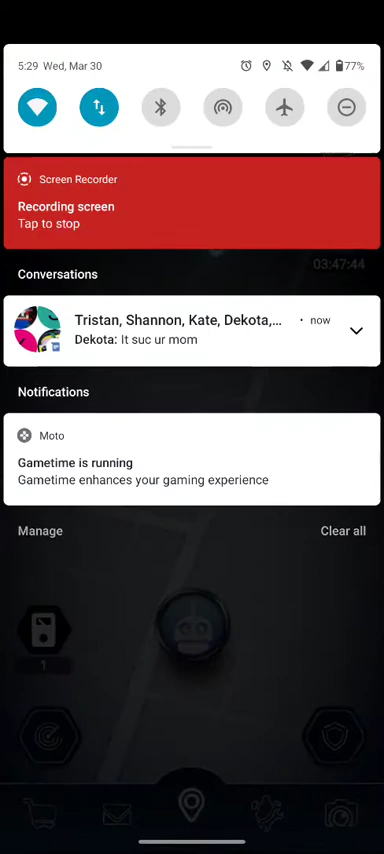 5:29 Wed, Mar 30
77%
Screen Recorder
Recording screen
Tap to stop
03:47:44
Conversations
Tristan, Shannon, Kate, Dekota,... • now
Dekota: It suc ur mom
Notifications
Moto
Gametime is running
Gametime enhances your gaming experience
Manage
Clear all
1